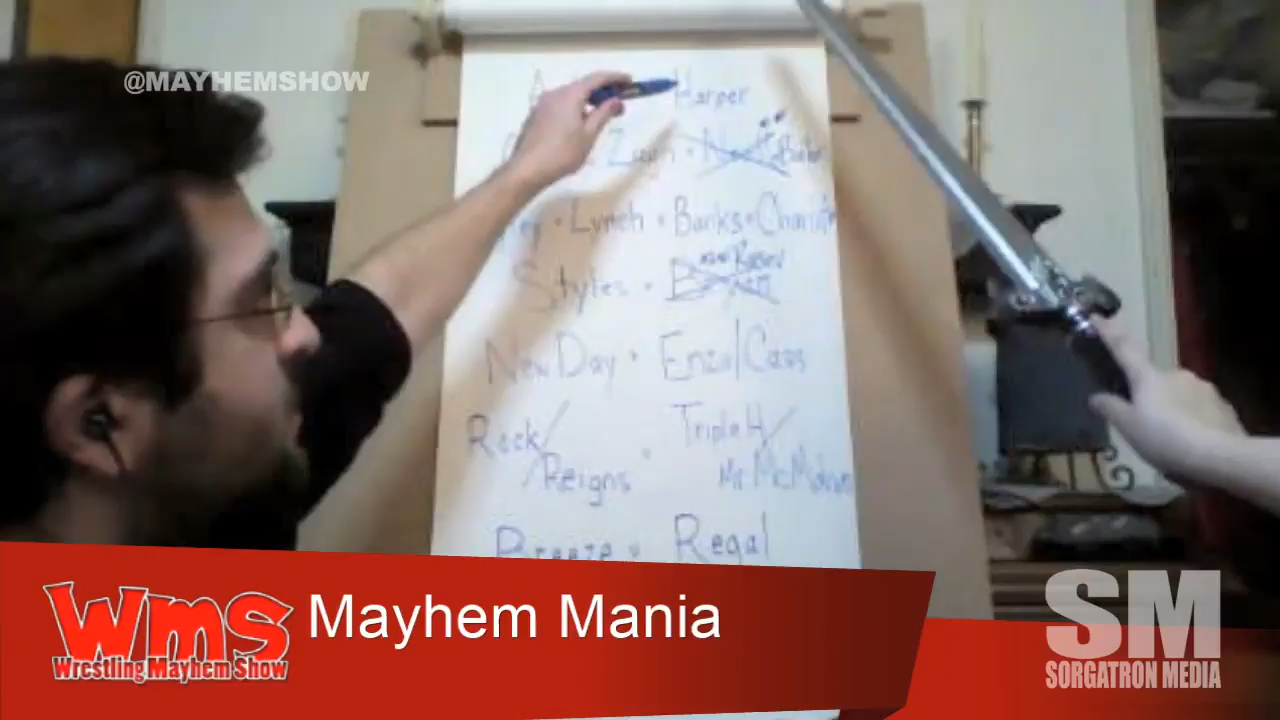 @MAYHEMSHOW
Harper
Zayn •
Lynch • Banks • Charlotte
Styles •
New Day • Enzo/Cass
Rock/ Triple H/
/Reigns • Mr McMahon
Breeze • Regal
Wms
Wrestling Mayhem Show
Mayhem Mania
SM
SORGATRON MEDIA